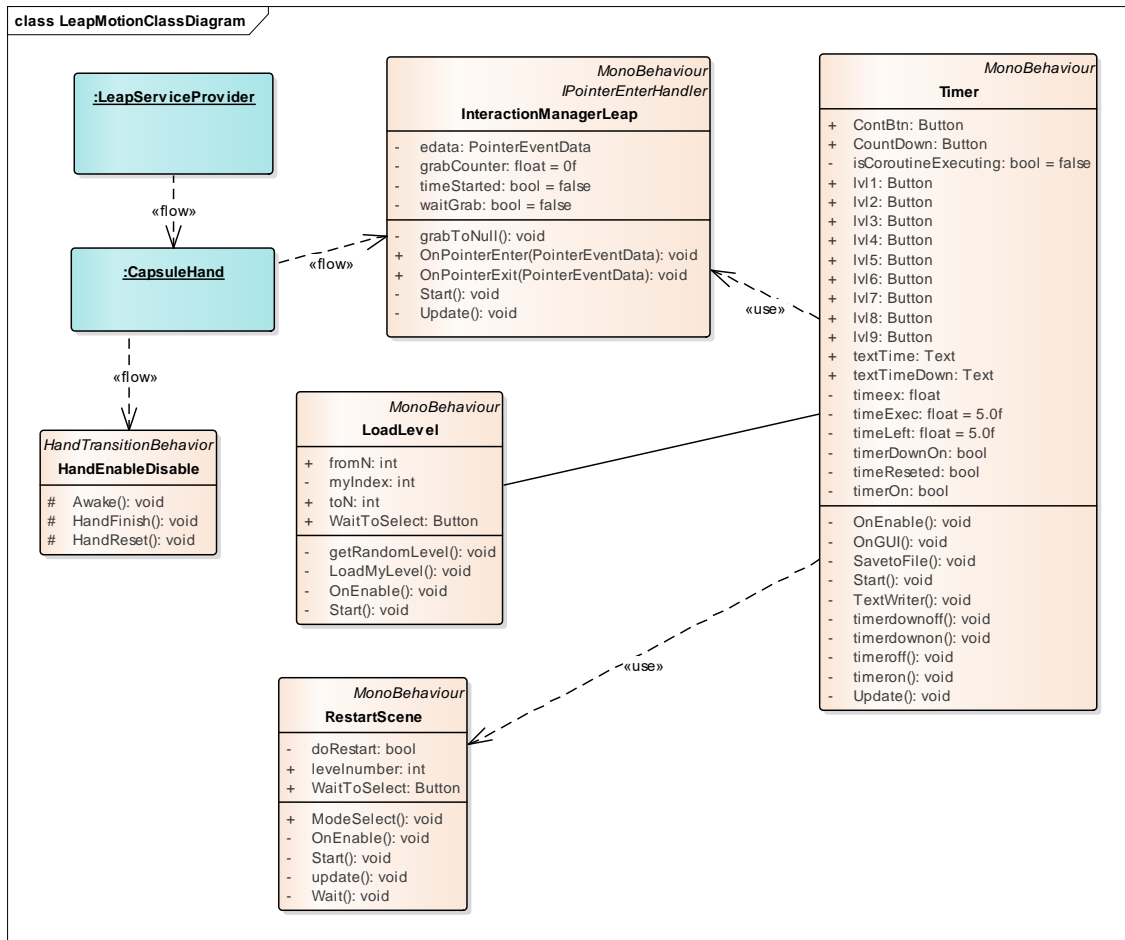 class LeapMotionClassDiagram
:LeapServiceProvider
«flow»
:CapsuleHand
«flow»
«flow»
HandTransitionBehavior
HandEnableDisable
# Awake(): void
# HandFinish(): void
# HandReset(): void
MonoBehaviour
IPointerEnterHandler
InteractionManagerLeap
- edata: PointerEventData
- grabCounter: float = 0f
- timeStarted: bool = false
- waitGrab: bool = false
- grabToNull(): void
+ OnPointerEnter(PointerEventData): void
+ OnPointerExit(PointerEventData): void
- Start(): void
- Update(): void
«use»
MonoBehaviour
LoadLevel
+ fromN: int
- myIndex: int
+ toN: int
+ WaitToSelect: Button
- getRandomLevel(): void
- LoadMyLevel(): void
- OnEnable(): void
- Start(): void
«use»
MonoBehaviour
RestartScene
- doRestart: bool
+ levelnumber: int
+ WaitToSelect: Button
+ ModeSelect(): void
- OnEnable(): void
- Start(): void
- update(): void
- Wait(): void
MonoBehaviour
Timer
+ ContBtn: Button
+ CountDown: Button
- isCoroutineExecuting: bool = false
+ lvl1: Button
+ lvl2: Button
+ lvl3: Button
+ lvl4: Button
+ lvl5: Button
+ lvl6: Button
+ lvl7: Button
+ lvl8: Button
+ lvl9: Button
+ textTime: Text
+ textTimeDown: Text
- timeex: float
- timeExec: float = 5.0f
- timeLeft: float = 5.0f
- timerDownOn: bool
- timeReseted: bool
- timerOn: bool
- OnEnable(): void
- OnGUI(): void
- SavetoFile(): void
- Start(): void
- TextWriter(): void
- timerdownoff(): void
- timerdownon(): void
- timeroff(): void
- timeron(): void
- Update(): void